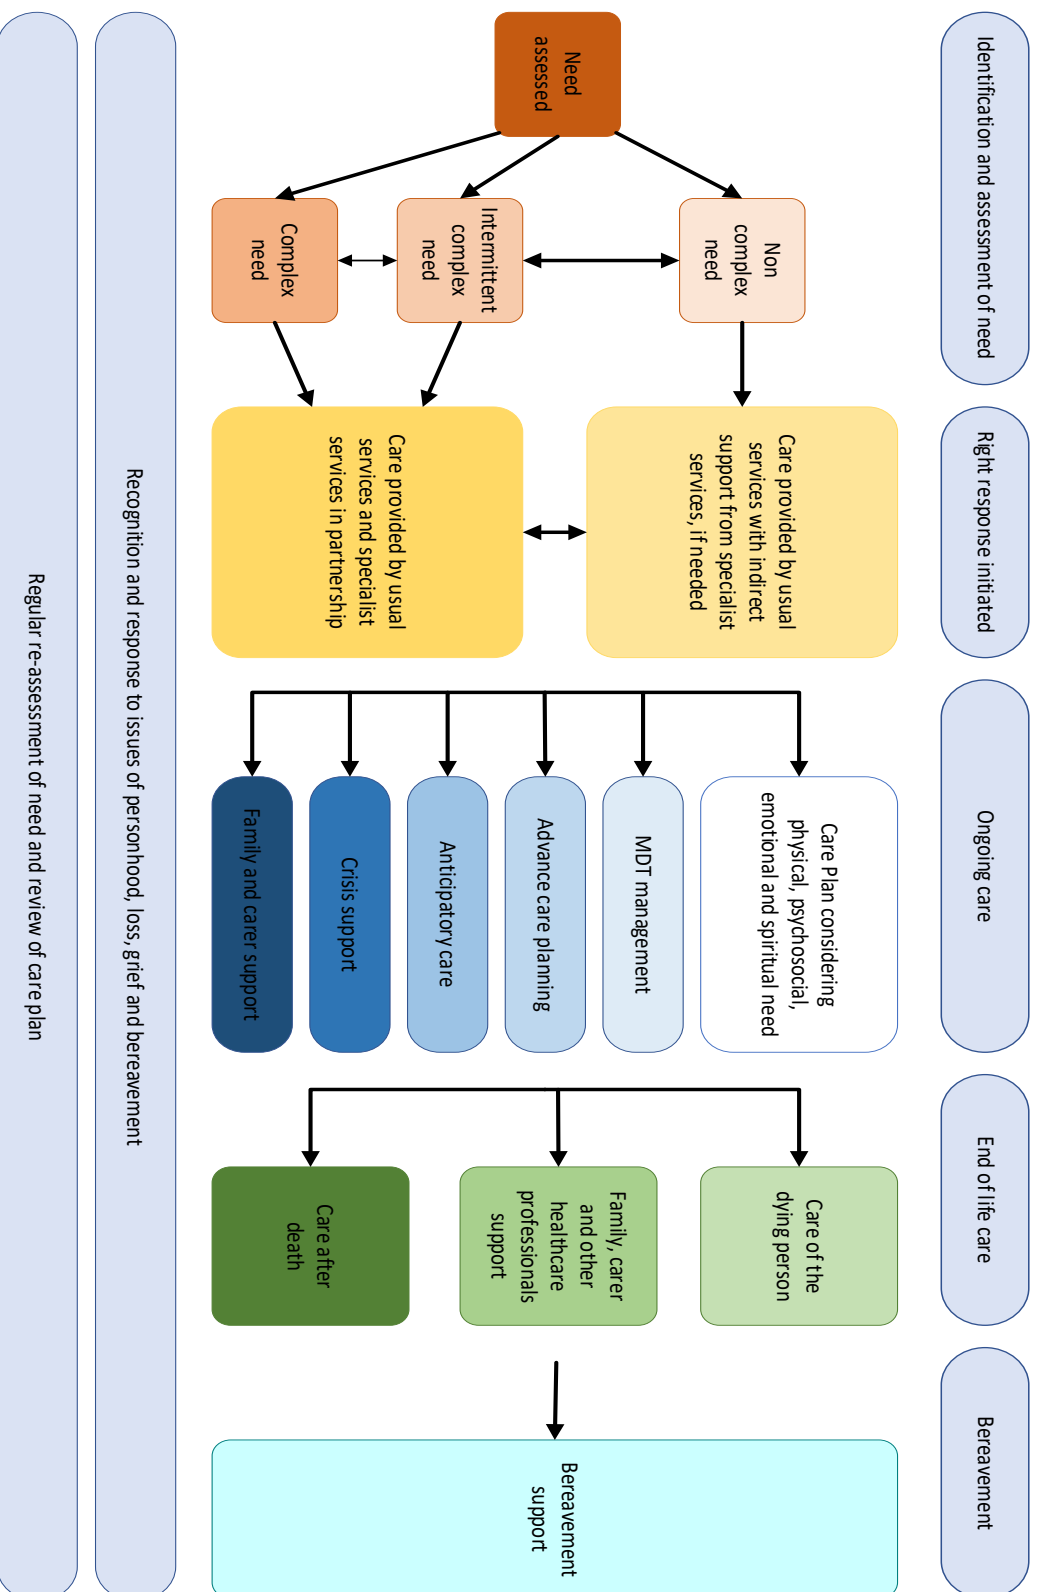 Identification and assessment of need
Right response initiated
Ongoing care
End of life care
Bereavement
Need
assessed
Non
complex
need
Intermittent
complex
need
Complex
need
Care provided by usual
services with indirect
support from specialist
services, if needed
Care provided by usual
services and specialist
services in partnership
Care Plan considering
physical, psychosocial,
emotional and spiritual need
MDT management
Advance care planning
Anticipatory care
Crisis support
Family and carer support
Care of the
dying person
Family, carer
and other
healthcare
professionals
support
Care after
death
Bereavement
support
Recognition and response to issues of personhood, loss, grief and bereavement
Regular re-assessment of need and review of care plan